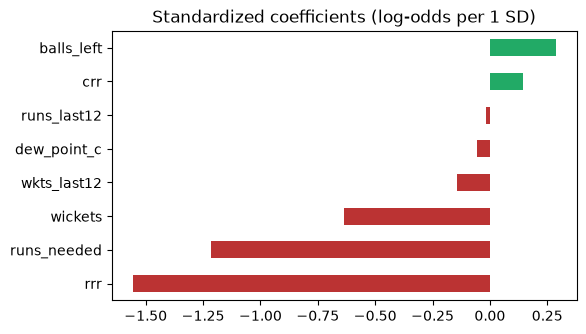 Standardized coefficients (log-odds per 1 SD)
balls_left
crr
runs_last12
dew_point_c
wkts_last12
wickets
runs_needed
rrr
−1.50 −1.25 −1.00 −0.75 −0.50 −0.25 0.00 0.25